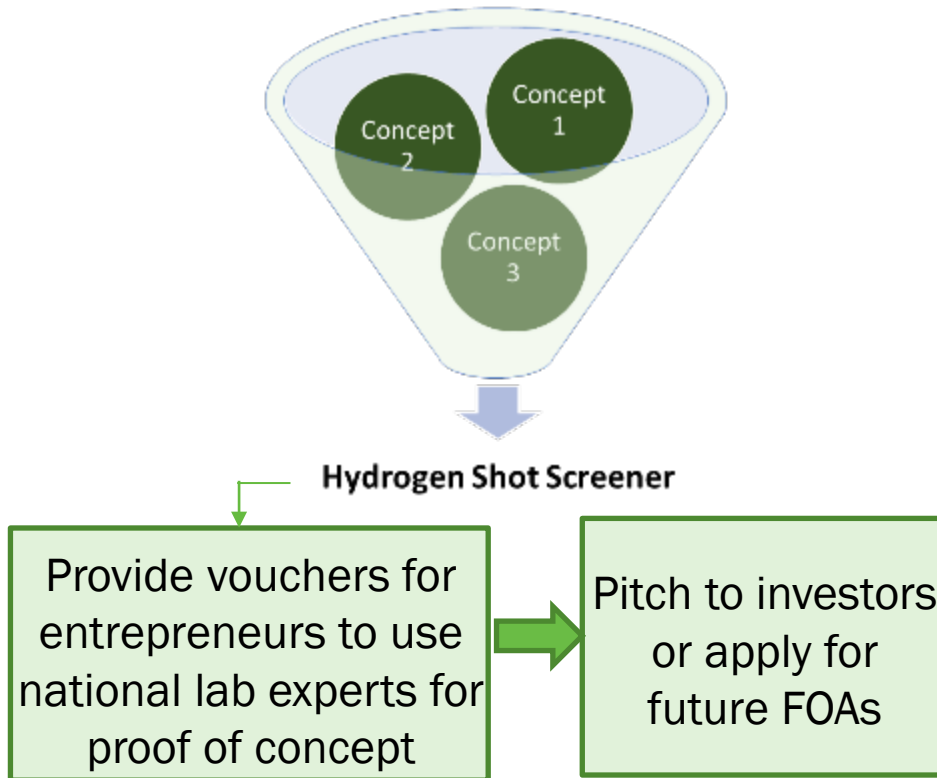 Concept
1
Concept
2
Concept
3
Hydrogen Shot Screener
Provide vouchers for
entrepreneurs to use
national lab experts for
proof of concept
Pitch to investors
or apply for
future FOAs